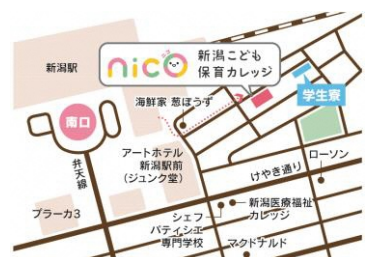 新潟駅
nico
新潟こども
保育カレッジ
海鮮家 葱ぼうず
学生寮
南口
弁天線
アートホテル
新潟駅前
(ジュンク堂)
けやき通り
ローソン
プラーカ3
シェフ
パティシエ
専門学校
新潟医療福祉
カレッジ
マクドナルド